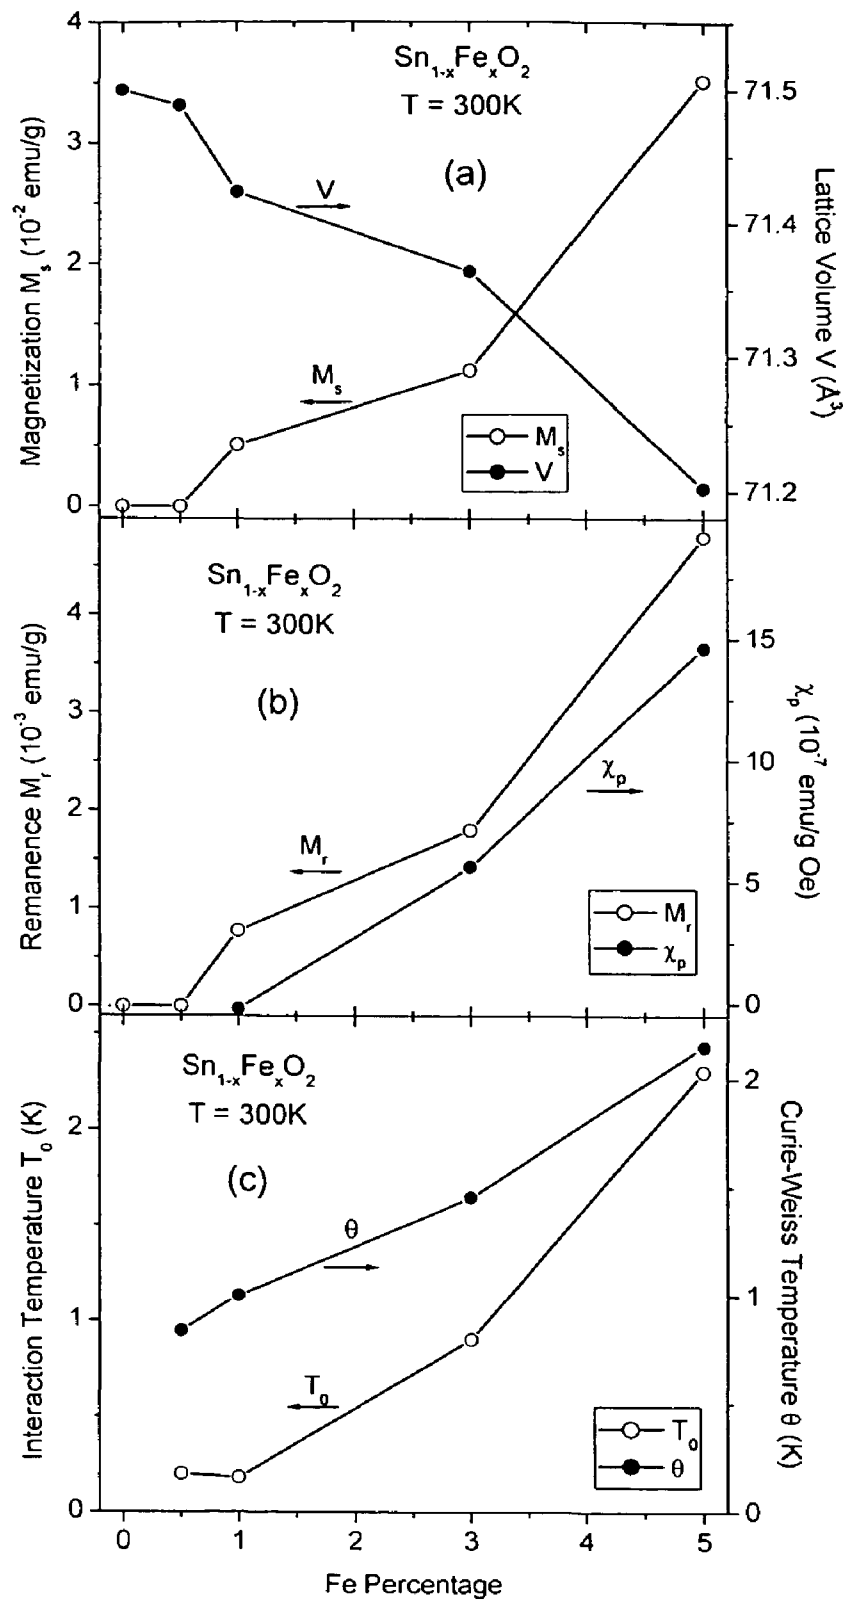 Sn₁₋ₓFeₓO₂
T = 300K
(a)
V
Mₛ
Mₛ
V
4
3
2
1
0
Magnetization Mₛ (10⁻² emu/g)
71.5
71.4
71.3
71.2
Lattice Volume V (Å³)
Sn₁₋ₓFeₓO₂
T = 300K
(b)
Mᵣ
χₚ
Mᵣ
χₚ
4
3
2
1
0
Remanence Mᵣ (10⁻³ emu/g)
15
10
5
0
χₚ (10⁻⁷ emu/g Oe)
Sn₁₋ₓFeₓO₂
T = 300K
(c)
θ
T₀
T₀
θ
2
1
0
Interaction Temperature T₀ (K)
2
1
0
Curie-Weiss Temperature θ (K)
0 1 2 3 4 5
Fe Percentage